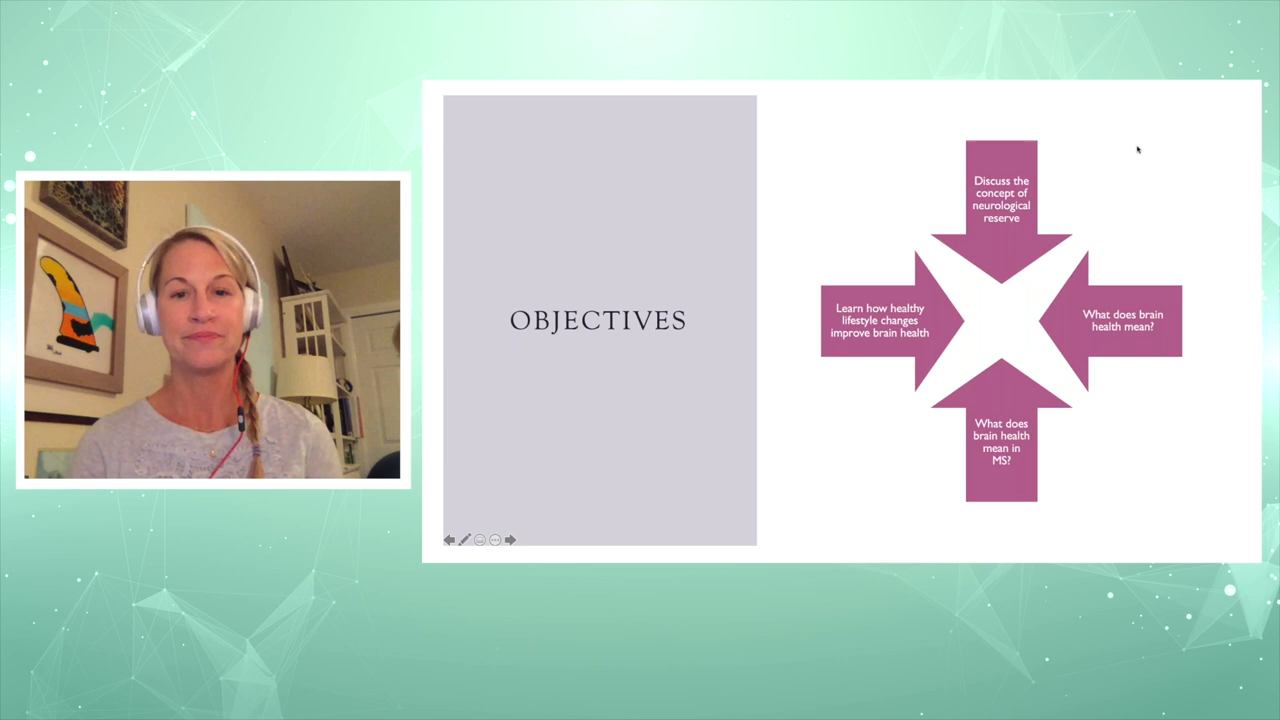 OBJECTIVES
Discuss the
concept of
neurological
reserve
Learn how healthy
lifestyle changes
improve brain health
What does brain
health mean?
What does
brain health
mean in
MS?